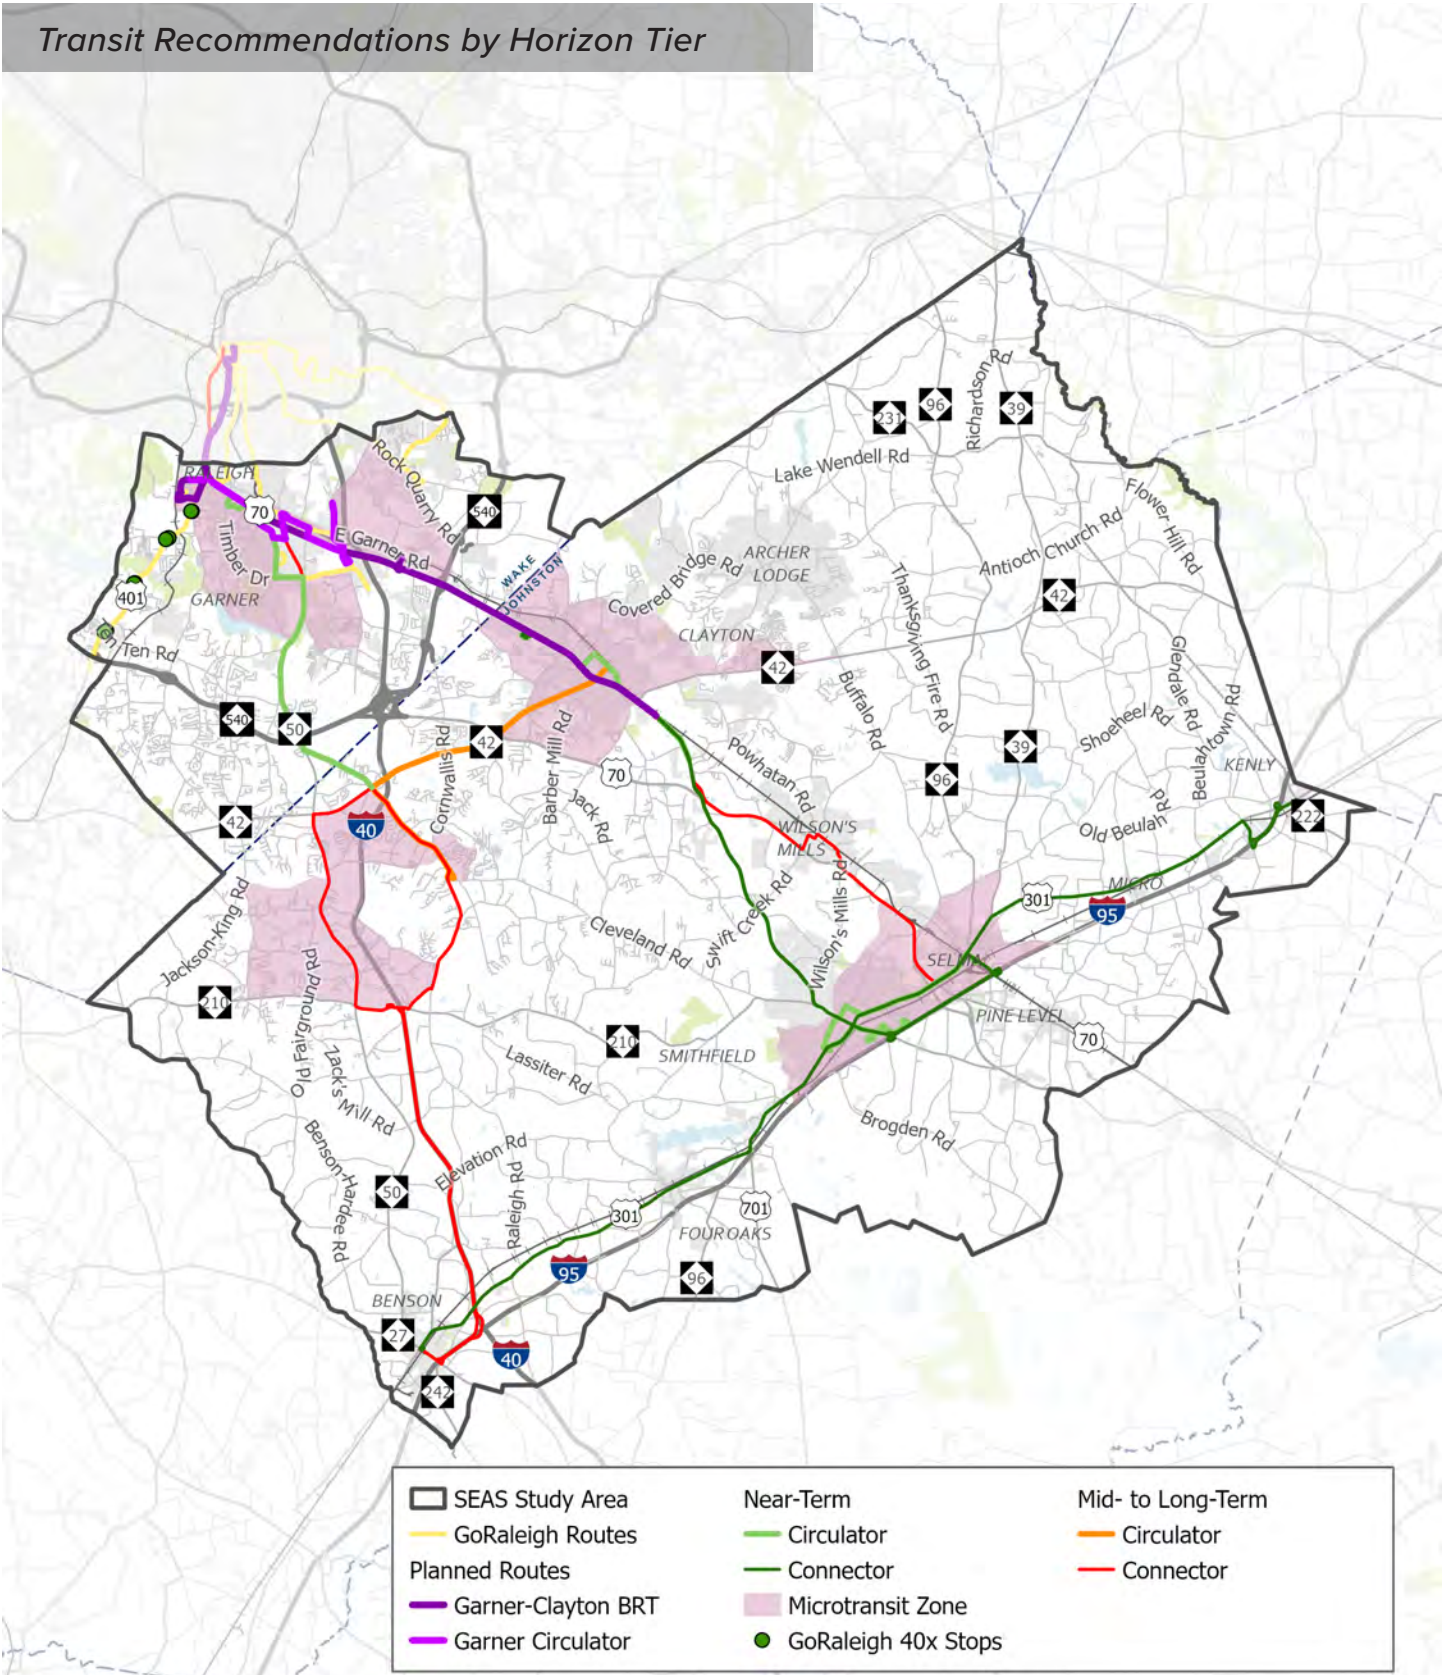 Transit Recommendations by Horizon Tier
231
96
Richardson Rd
39
Lake Wendell Rd
RALEIGH
Rock Quarry Rd
540
70
E Garner Rd
Timber Dr
GARNER
401
Ten Ten Rd
WAKE
JOHNSTON
Covered Bridge Rd
ARCHER
LODGE
CLAYTON
42
Flower Hill Rd
Antioch Church Rd
42
Thanksgiving Fire Rd
Buffalo Rd
Glendale Rd
Shoeheel Rd
Beulahtown Rd
KENLY
39
96
540
50
42
Cornwallis Rd
Barber Mill Rd
70
Jack Rd
Powhatan Rd
WILSON'S
MILLS
Old Beulah Rd
222
42
40
MICRO
301
95
Jackson-King Rd
Cleveland Rd
Swift Creek Rd
Wilson's Mills Rd
SELMA
210
Old Fairground Rd
210
SMITHFIELD
PINE LEVEL
70
Zack's Mill Rd
Lassiter Rd
Brogden Rd
Benson-Hardee Rd
Elevation Rd
50
Raleigh Rd
301
701
FOUR OAKS
95
96
BENSON
27
40
242
SEAS Study Area
GoRaleigh Routes
Planned Routes
Garner-Clayton BRT
Garner Circulator
Near-Term
Circulator
Connector
Microtransit Zone
GoRaleigh 40x Stops
Mid- to Long-Term
Circulator
Connector